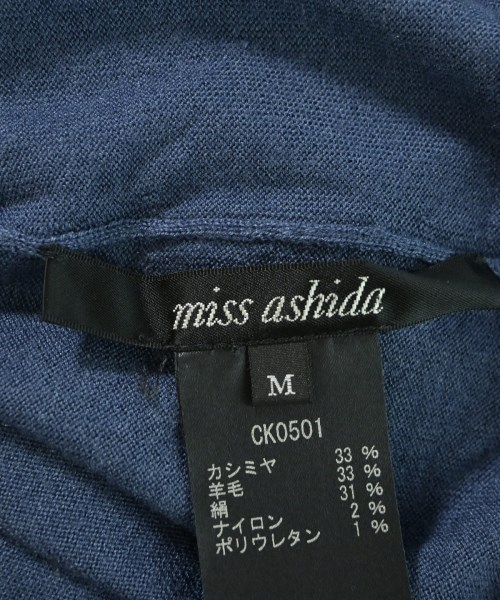 miss ashida
M
CK0501
カシミヤ 33 %
羊毛 33 %
絹 31 %
ナイロン 2 %
ポリウレタン 1 %